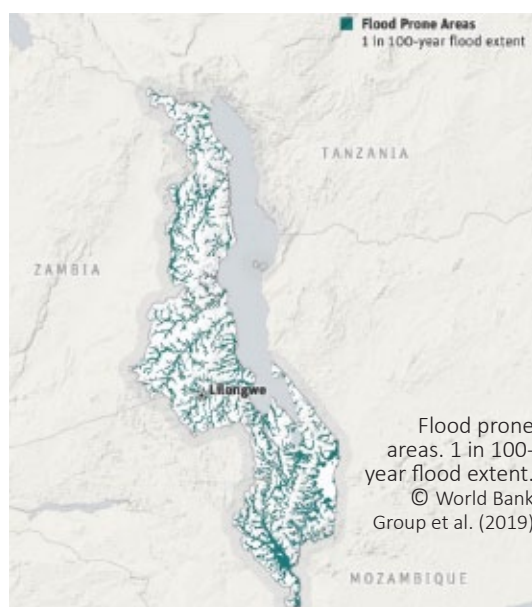 Flood Prone Areas
1 in 100-year flood extent
TANZANIA
ZAMBIA
Lilongwe
Flood prone
areas. 1 in 100-
year flood extent.
© World Bank
Group et al. (2019)
MOZAMBIQUE